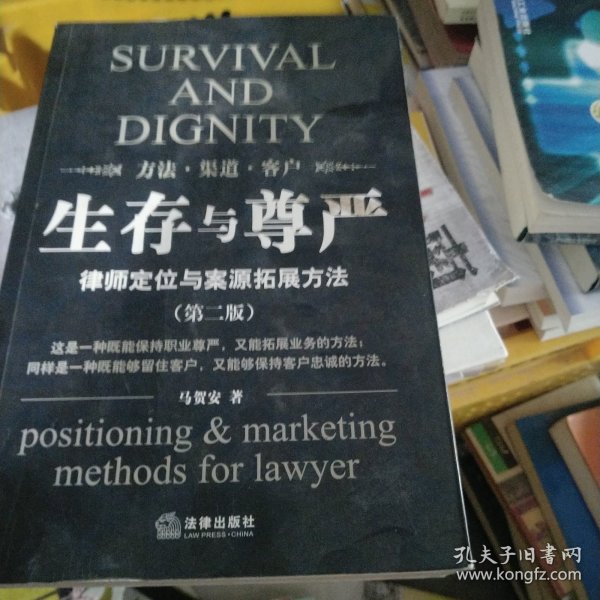 SURVIVAL
AND
DIGNITY
方法·渠道·客户
生存与尊严
律师定位与案源拓展方法
(第二版)
这是一种既能保持职业尊严,又能拓展业务的方法;
同样是一种既能够留住客户,又能够保持客户忠诚的方法。
马贺安 著
positioning & marketing
methods for lawyer
法律出版社
LAW PRESS·CHINA
孔夫子旧书网
www.kongfz.com